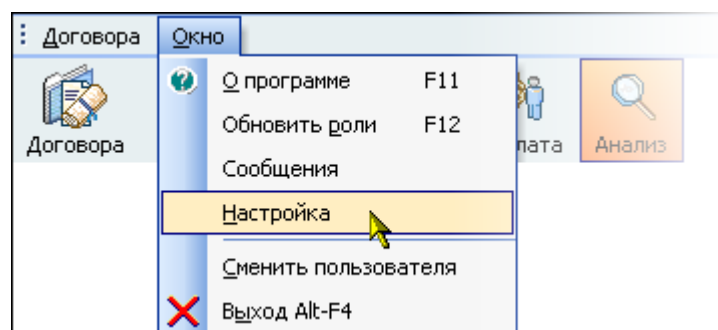 Договора Окно
О программе F11
Обновить роли F12
Договора лата Анализ
Сообщения
Настройка
Сменить пользователя
Выход Alt-F4